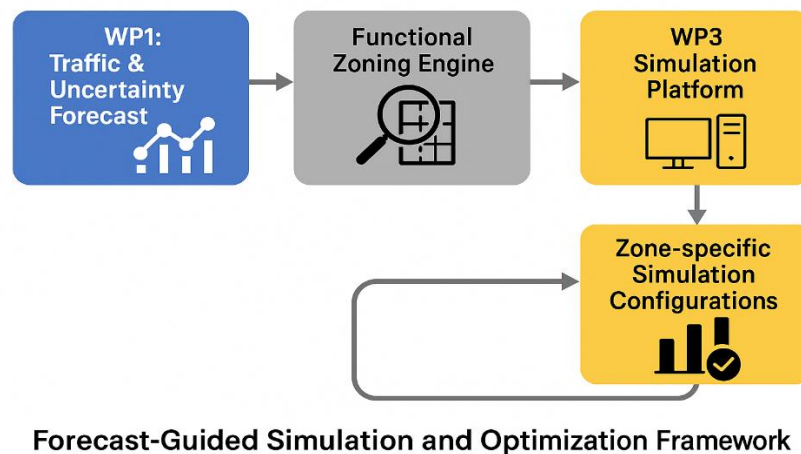 WP1:
Traffic &
Uncertainty
Forecast
Functional
Zoning Engine
WP3
Simulation
Platform
Zone-specific
Simulation
Configurations
Forecast-Guided Simulation and Optimization Framework